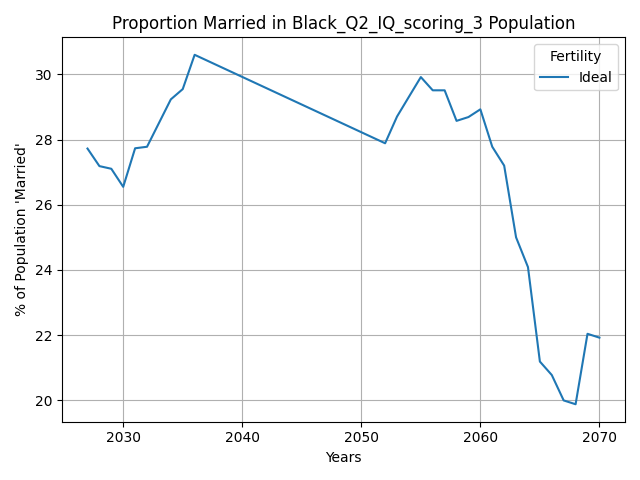 Proportion Married in Black_Q2_IQ_scoring_3 Population
Fertility
Ideal
% of Population 'Married'
30
28
26
24
22
20
2030 2040 2050 2060 2070
Years